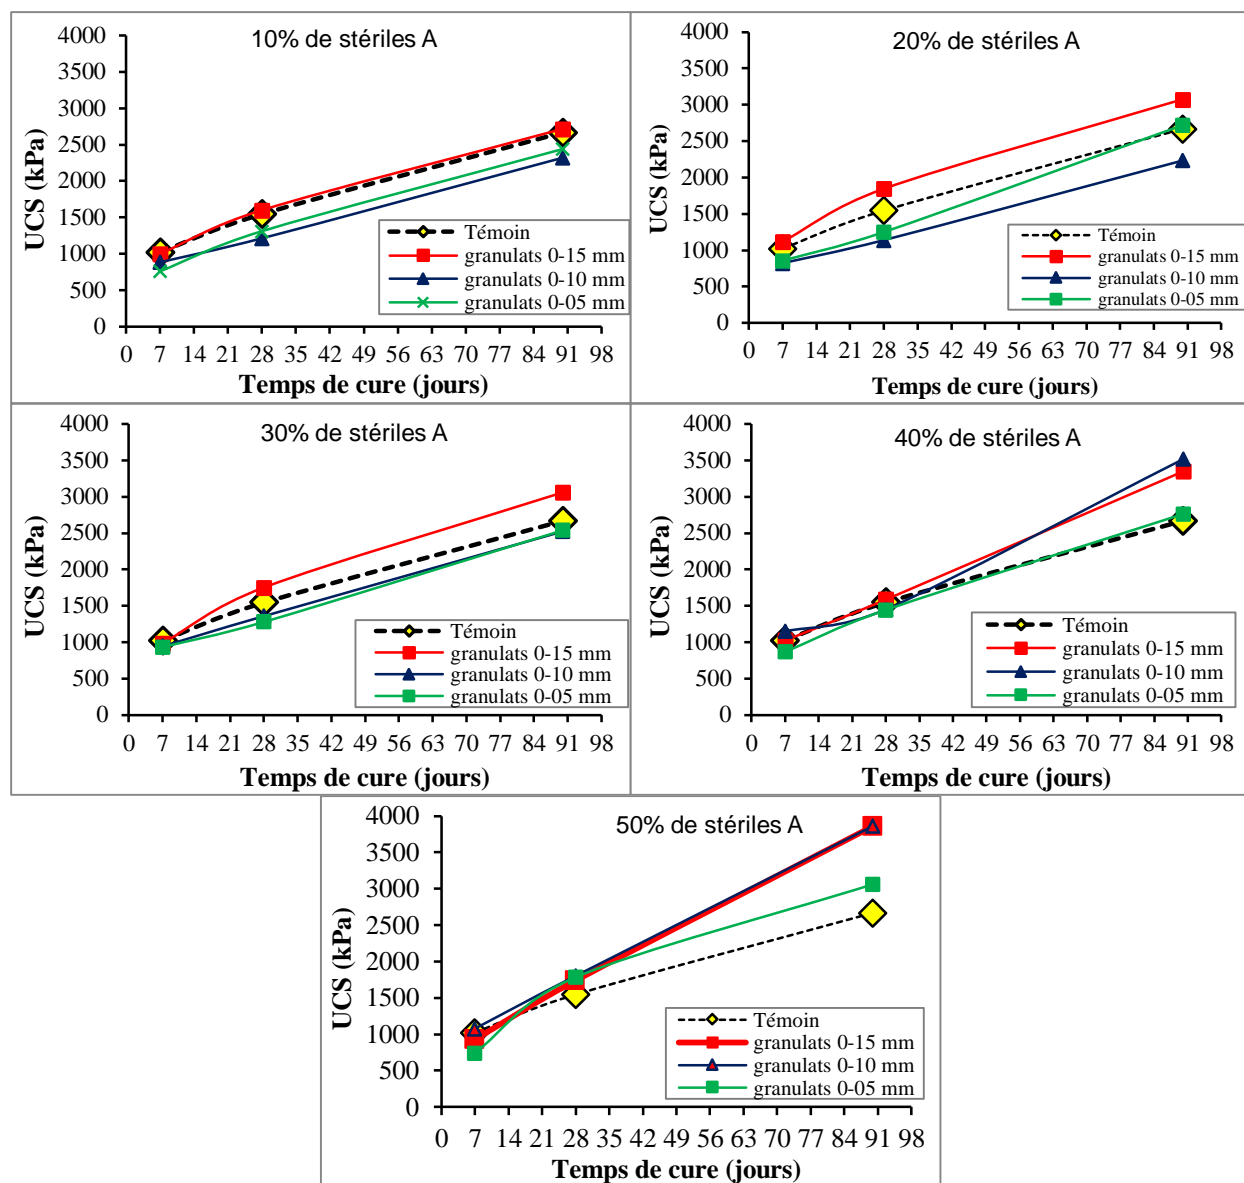 10% de stériles A
UCS (kPa)
4000
3500
3000
2500
2000
1500
1000
500
0
Témoin
granulats 0-15 mm
granulats 0-10 mm
granulats 0-05 mm
0 7 14 21 28 35 42 49 56 63 70 77 84 91 98
Temps de cure (jours)
20% de stériles A
UCS (kPa)
4000
3500
3000
2500
2000
1500
1000
500
0
Témoin
granulats 0-15 mm
granulats 0-10 mm
granulats 0-05 mm
0 7 14 21 28 35 42 49 56 63 70 77 84 91 98
Temps de cure (jours)
30% de stériles A
UCS (kPa)
4000
3500
3000
2500
2000
1500
1000
500
0
Témoin
granulats 0-15 mm
granulats 0-10 mm
granulats 0-05 mm
0 7 14 21 28 35 42 49 56 63 70 77 84 91 98
Temps de cure (jours)
40% de stériles A
UCS (kPa)
4000
3500
3000
2500
2000
1500
1000
500
0
Témoin
granulats 0-15 mm
granulats 0-10 mm
granulats 0-05 mm
0 7 14 21 28 35 42 49 56 63 70 77 84 91 98
Temps de cure (jours)
50% de stériles A
UCS (kPa)
4000
3500
3000
2500
2000
1500
1000
500
0
Témoin
granulats 0-15 mm
granulats 0-10 mm
granulats 0-05 mm
0 7 14 21 28 35 42 49 56 63 70 77 84 91 98
Temps de cure (jours)